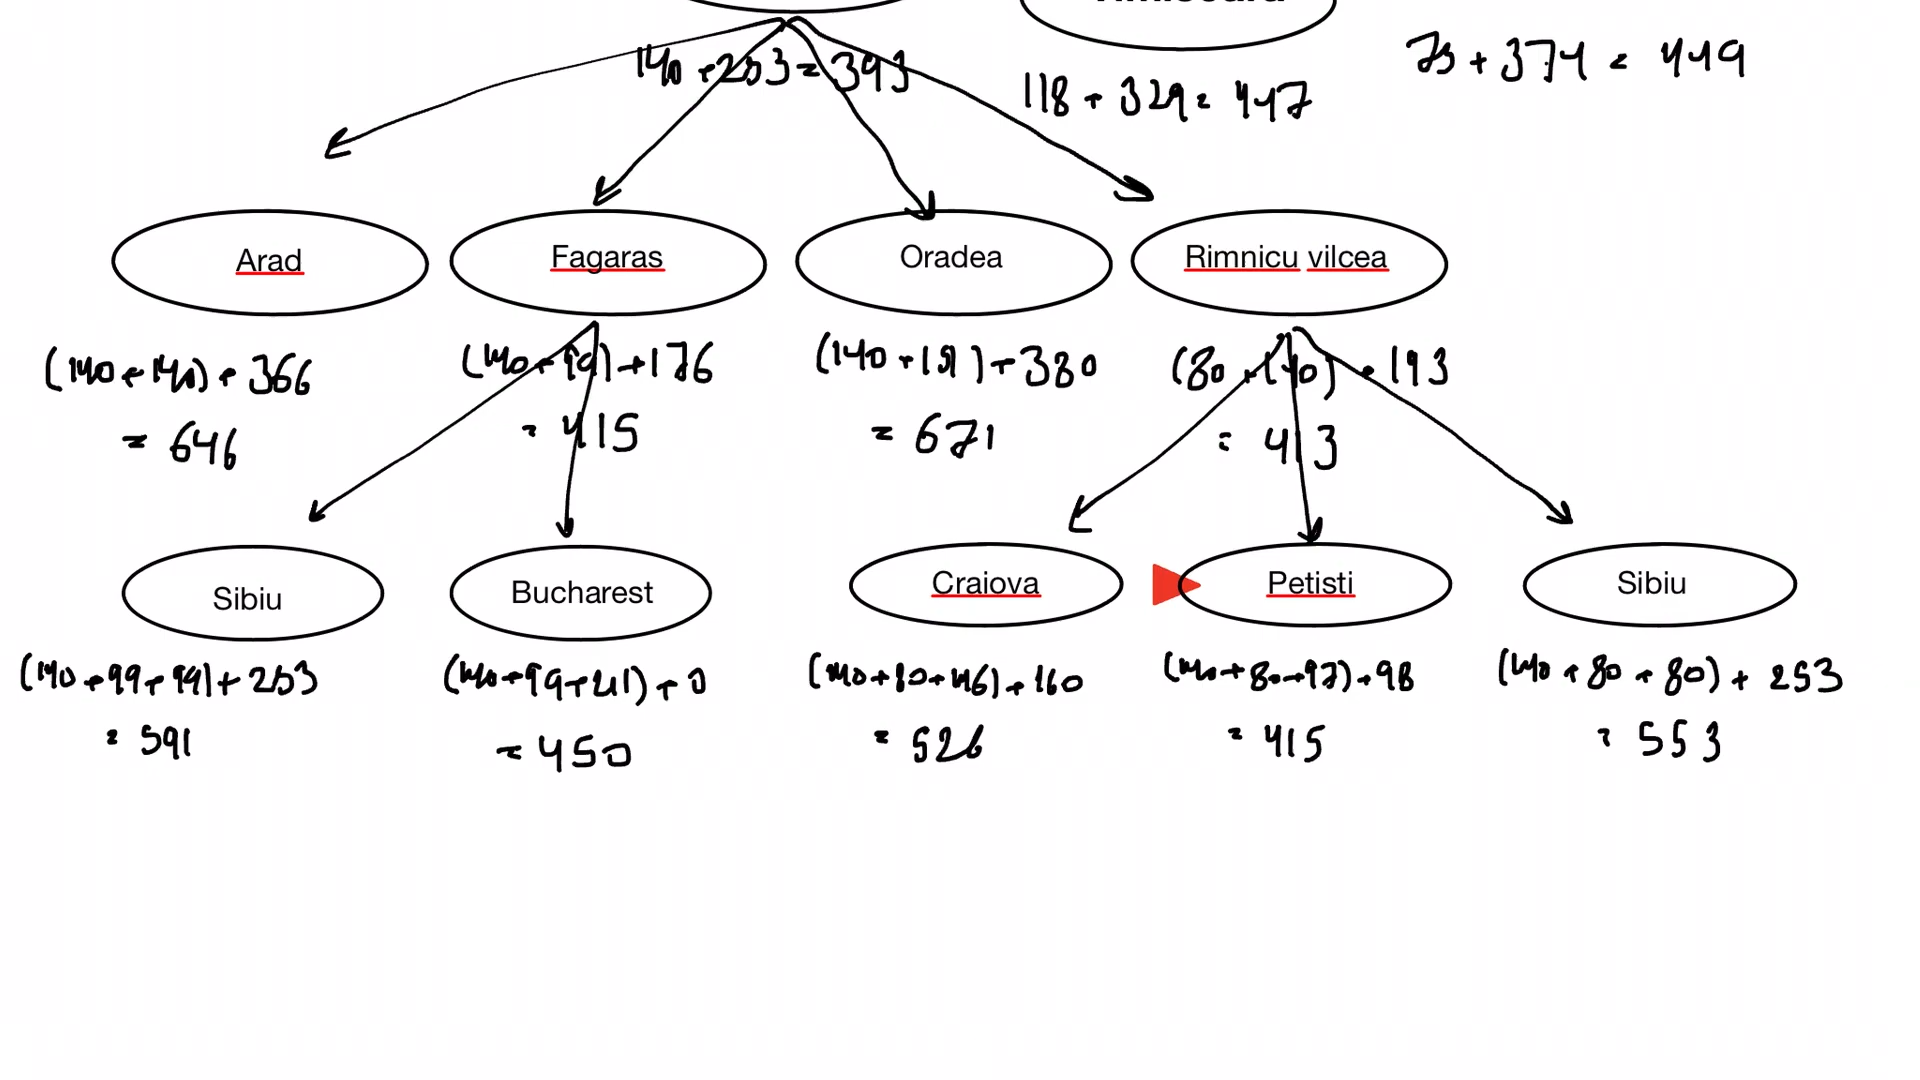 140 + 253 = 393
118 + 329 = 447
75 + 374 = 449
Arad
Fagaras
Oradea
Rimnicu vilcea
(140 + 140) + 366
= 646
(140 + 99) + 176
= 415
(140 + 151) + 380
= 671
(80 + 140) + 193
= 413
Sibiu
Bucharest
Craiova
Petisti
Sibiu
(140 + 99 + 99) + 253
= 591
(140 + 99 + 211) + 0
= 450
(140 + 80 + 146) + 160
= 526
(140 + 80 + 97) + 98
= 415
(140 + 80 + 80) + 253
= 553